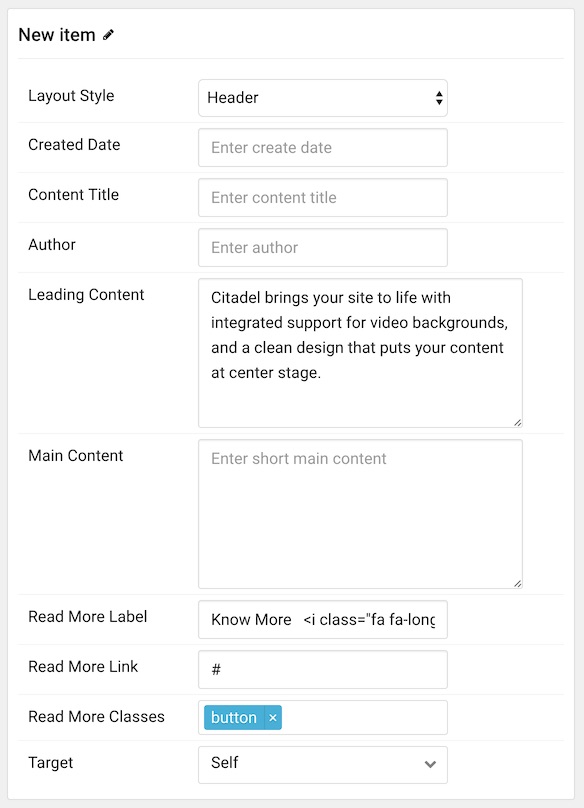 New item
Layout Style
Header
Created Date
Enter create date
Content Title
Enter content title
Author
Enter author
Leading Content
Citadel brings your site to life with
integrated support for video backgrounds,
and a clean design that puts your content
at center stage.
Main Content
Enter short main content
Read More Label
Know More <i class="fa fa-long
Read More Link
#
Read More Classes
button ×
Target
Self